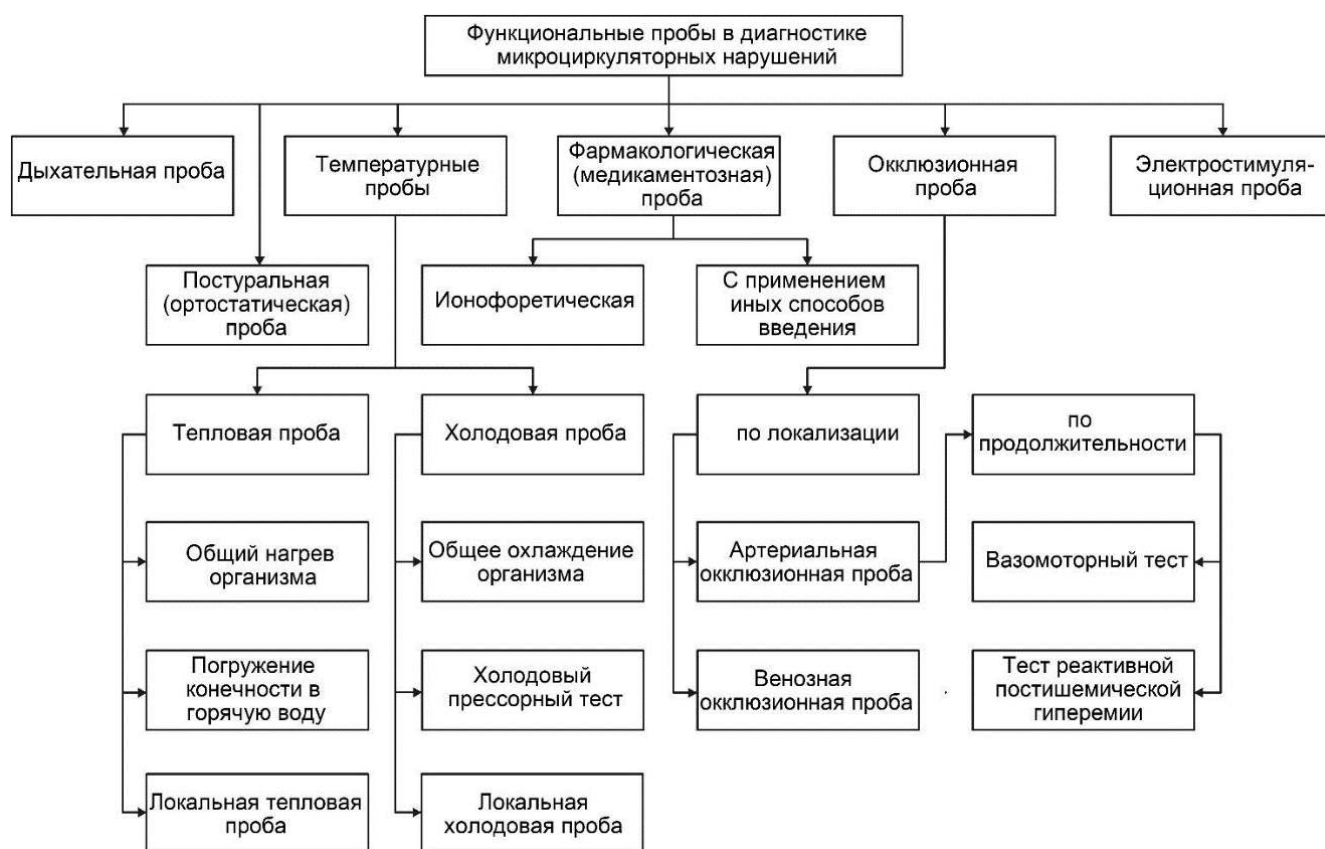 Функциональные пробы в диагностике
микроциркуляторных нарушений
Дыхательная проба
Температурные
пробы
Фармакологическая
(медикаментозная)
проба
Окклюзионная
проба
Электростимуля-
ционная проба
Постуральная
(ортостатическая)
проба
Ионофоретическая
С применением
иных способов
введения
Тепловая проба
Холодовая проба
по локализации
по
продолжительности
Общий нагрев
организма
Общее охлаждение
организма
Артериальная
окклюзионная проба
Вазомоторный тест
Погружение
конечности в
горячую воду
Холодовый
прессорный тест
Венозная
окклюзионная проба
Тест реактивной
постишемической
гиперемии
Локальная тепловая
проба
Локальная
холодовая проба